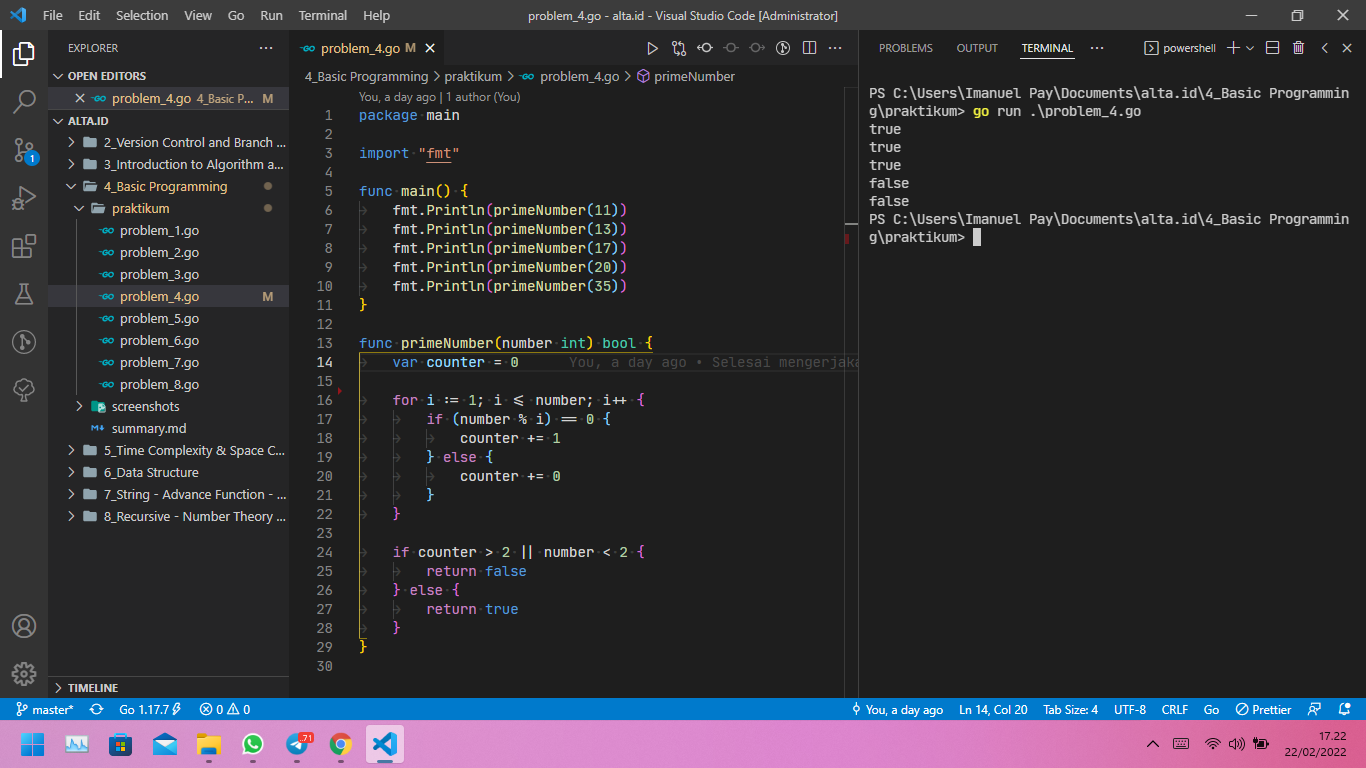 File Edit Selection View Go Run Terminal Help
problem_4.go - alta.id - Visual Studio Code [Administrator]
EXPLORER
OPEN EDITORS
problem_4.go 4_Basic P... M
ALTA.ID
2_Version Control and Branch ...
3_Introduction to Algorithm a...
4_Basic Programming
praktikum
problem_1.go
problem_2.go
problem_3.go
problem_4.go M
problem_5.go
problem_6.go
problem_7.go
problem_8.go
screenshots
summary.md
5_Time Complexity & Space C...
6_Data Structure
7_String - Advance Function - ...
8_Recursive - Number Theory ...
TIMELINE
problem_4.go M
4_Basic Programming > praktikum > problem_4.go > primeNumber
You, a day ago | 1 author (You)
1 package main
2
3 import "fmt"
4
5 func main() {
6 fmt.Println(primeNumber(11))
7 fmt.Println(primeNumber(13))
8 fmt.Println(primeNumber(17))
9 fmt.Println(primeNumber(20))
10 fmt.Println(primeNumber(35))
11 }
12
13 func primeNumber(number int) bool {
14 var counter = 0 You, a day ago • Selesai mengerjaka
15
16 for i := 1; i <= number; i++ {
17 if (number % i) == 0 {
18 counter += 1
19 } else {
20 counter += 0
21 }
22 }
23
24 if counter > 2 || number < 2 {
25 return false
26 } else {
27 return true
28 }
29 }
30
PROBLEMS OUTPUT TERMINAL ... powershell
PS C:\Users\Imanuel Pay\Documents\alta.id\4_Basic Programmin
g\praktikum> go run .\problem_4.go
true
true
true
false
false
PS C:\Users\Imanuel Pay\Documents\alta.id\4_Basic Programmin
g\praktikum>
1
master* Go 1.17.7 0 0 You, a day ago Ln 14, Col 20 Tab Size: 4 UTF-8 CRLF Go Prettier
71
17.22
22/02/2022